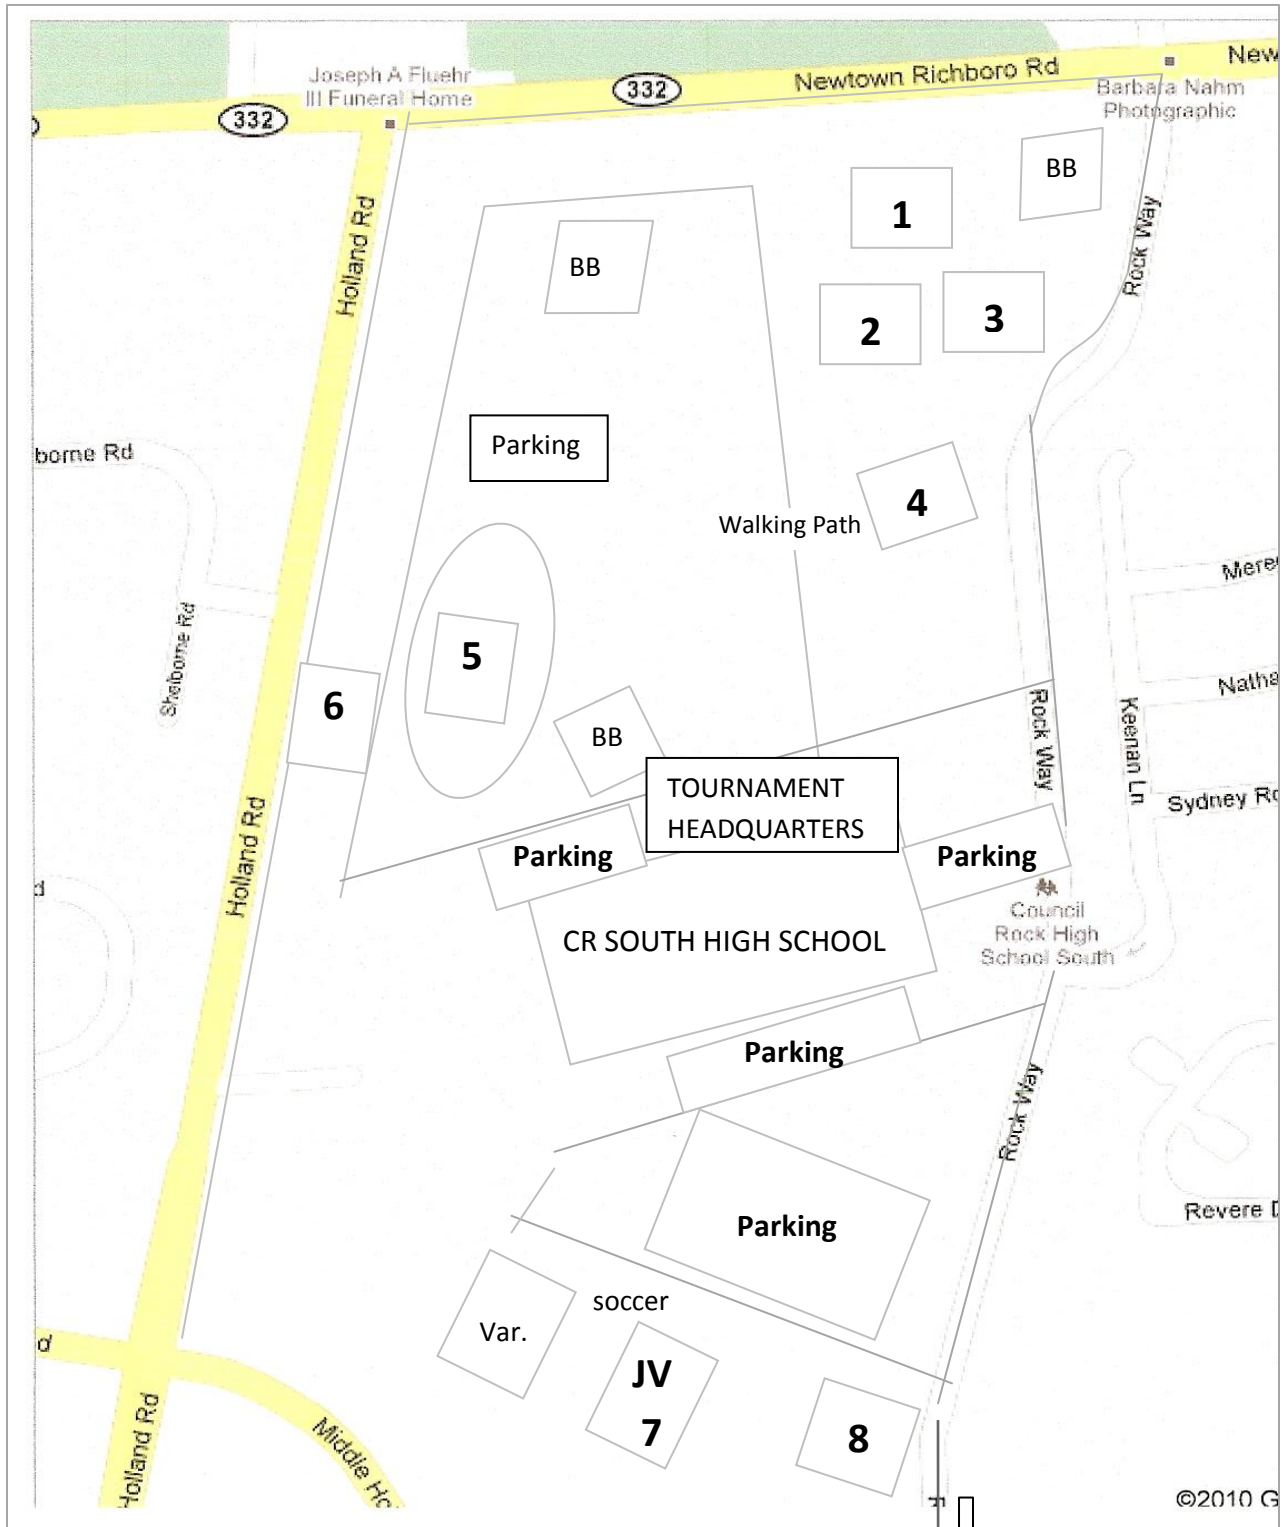 Newtown Richboro Rd
New
Joseph A Fluehr
III Funeral Home
332
332
Barbara Nahm
Photographic
BB
1
Holland Rd
Rock Way
BB
2
3
Parking
borne Rd
4
Walking Path
Mere
5
Shelborne Rd
6
Natha
Rock Way
Keenan Ln
BB
TOURNAMENT
HEADQUARTERS
Sydney Rd
Holland Rd
Parking
Parking
d
Council
Rock High
School South
CR SOUTH HIGH SCHOOL
Parking
Rock Way
Revere D
Parking
soccer
Var.
d
JV
7
8
Holland Rd
Middle Ho
©2010 G